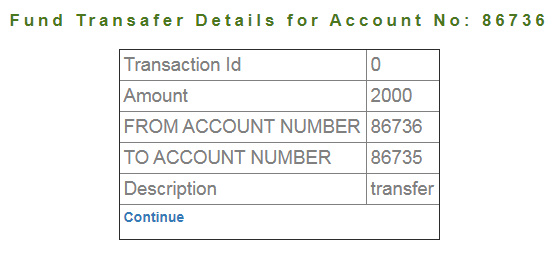 Fund Transafer Details for Account No: 86736
Transaction Id 0
Amount 2000
FROM ACCOUNT NUMBER 86736
TO ACCOUNT NUMBER 86735
Description transfer
Continue